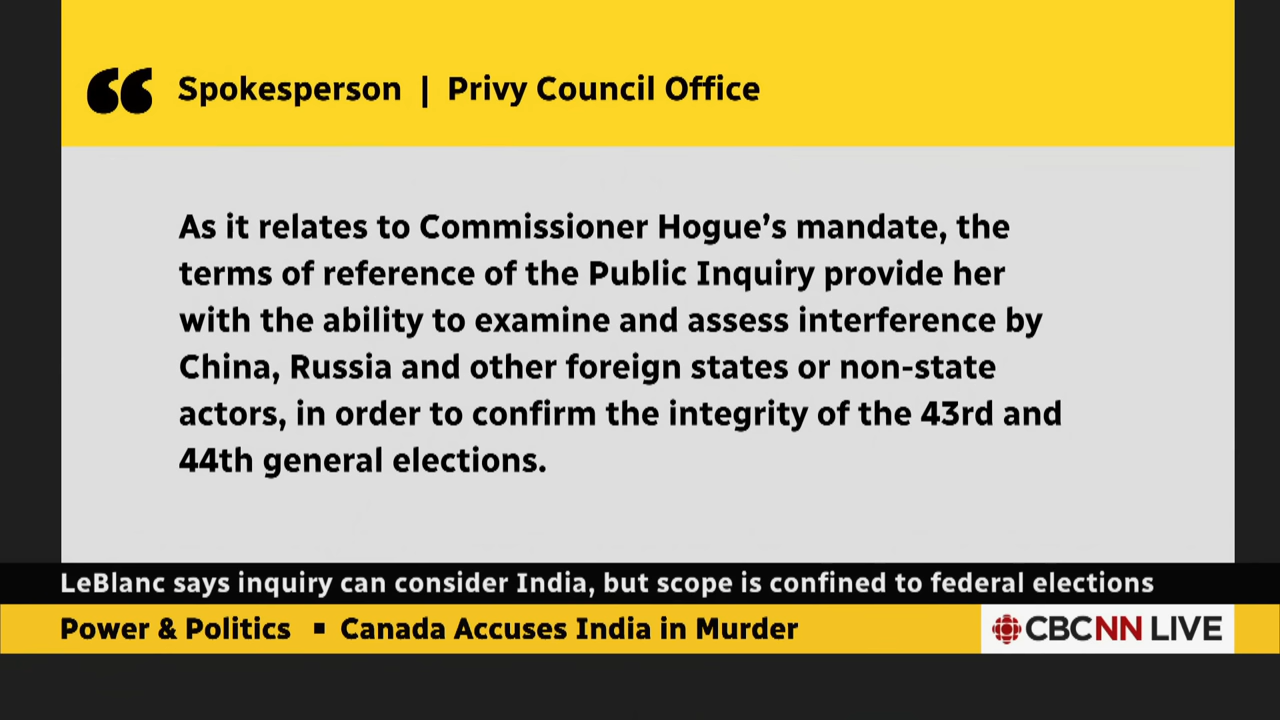 Spokesperson | Privy Council Office
As it relates to Commissioner Hogue’s mandate, the
terms of reference of the Public Inquiry provide her
with the ability to examine and assess interference by
China, Russia and other foreign states or non-state
actors, in order to confirm the integrity of the 43rd and
44th general elections.
LeBlanc says inquiry can consider India, but scope is confined to federal elections
Power & Politics ▪ Canada Accuses India in Murder
CBCNN LIVE